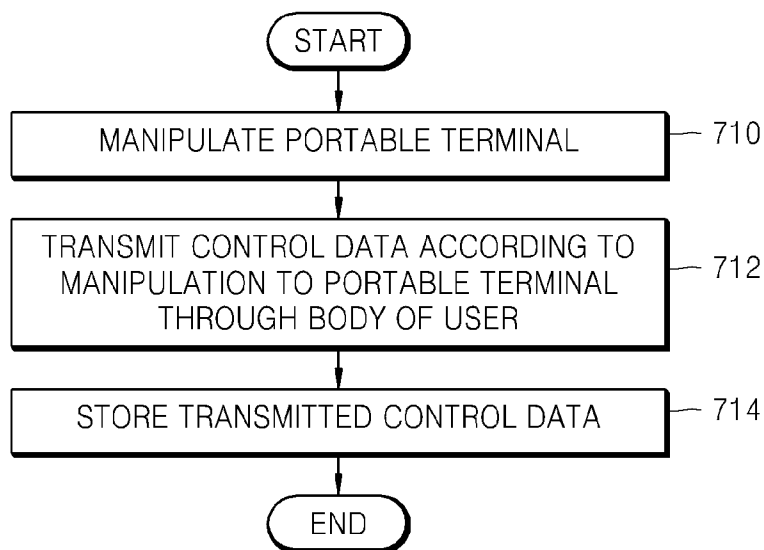 START
MANIPULATE PORTABLE TERMINAL
710
TRANSMIT CONTROL DATA ACCORDING TO
MANIPULATION TO PORTABLE TERMINAL
THROUGH BODY OF USER
712
STORE TRANSMITTED CONTROL DATA
714
END